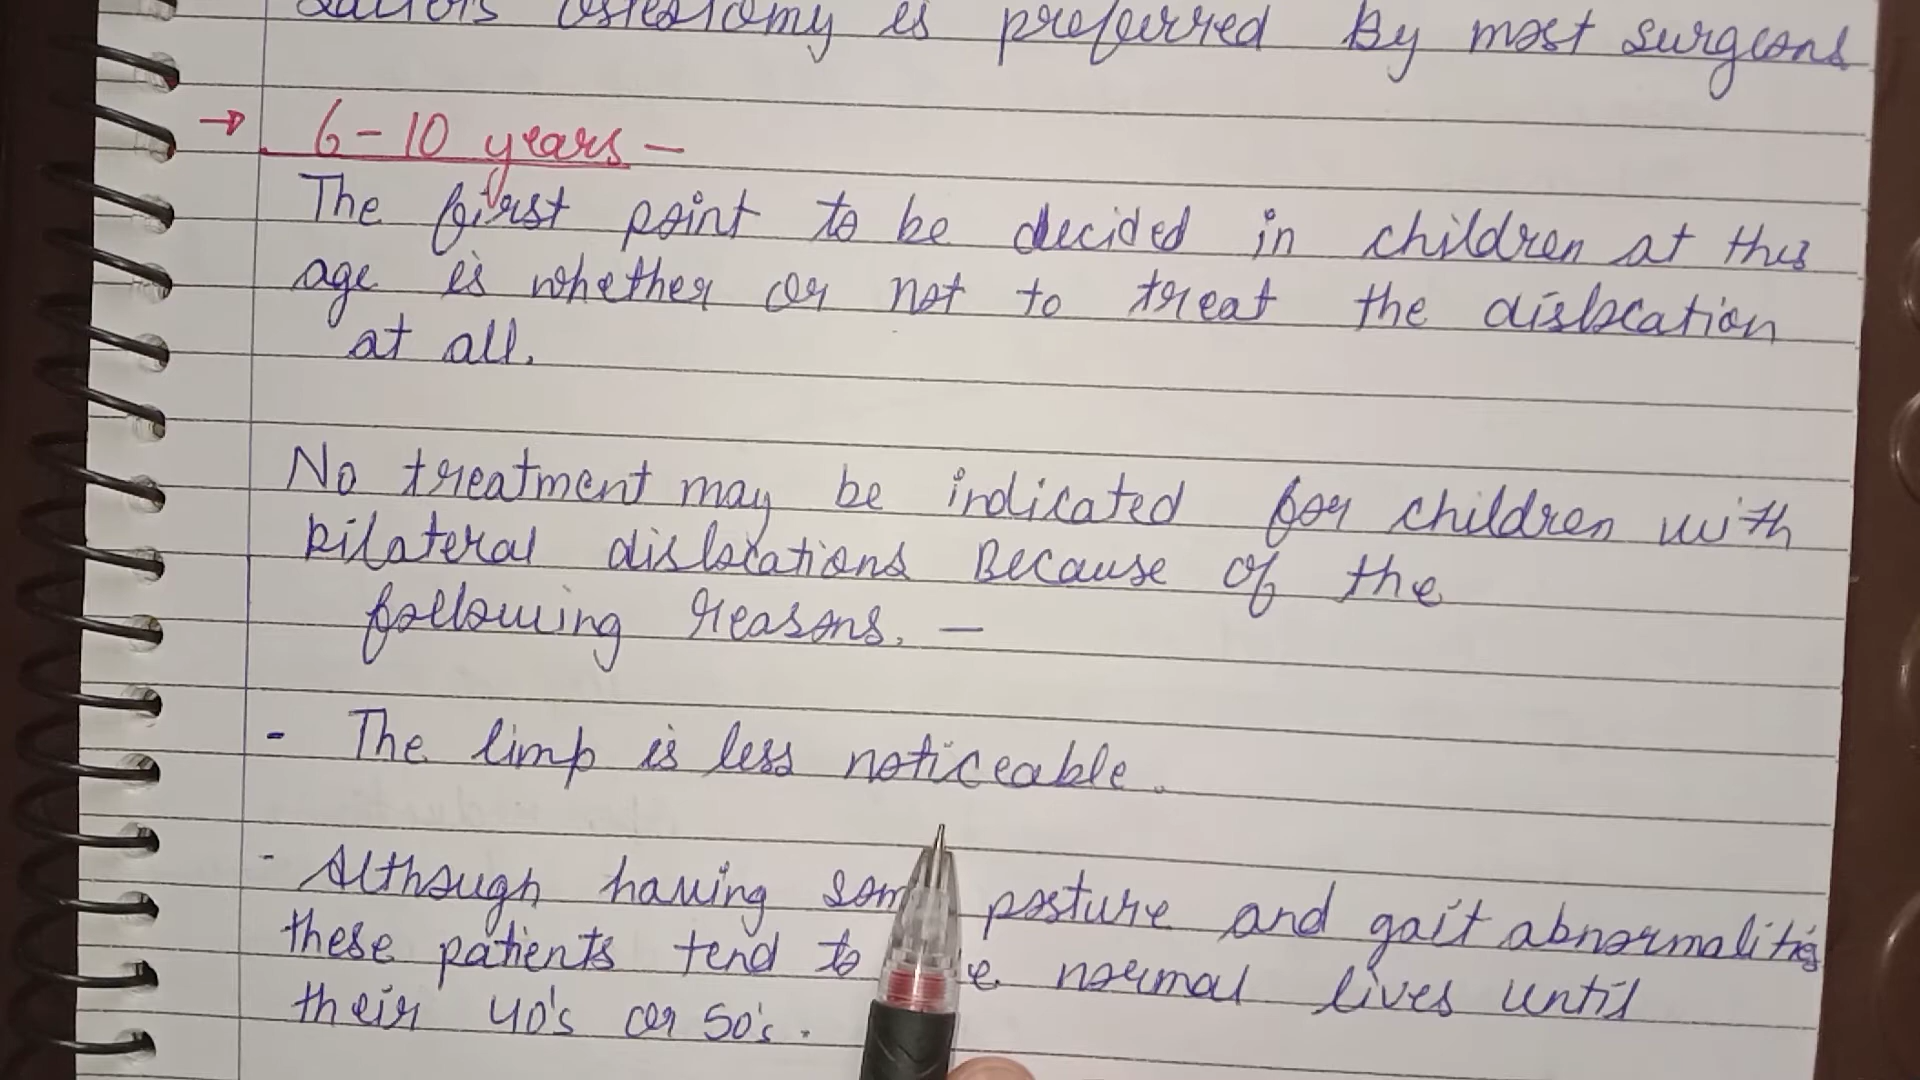 osteotomy is preferred By most surgeons
→ 6-10 years -
The first point to be decided in children at this
age is whether or not to treat the dislocation
at all.
No treatment may be indicated for children with
bilateral dislocations Because of the
following reasons. -
- The limp is less noticeable.
- Although having som posture and gait abnormalities
these patients tend to e normal lives until
their 40's or 50's.